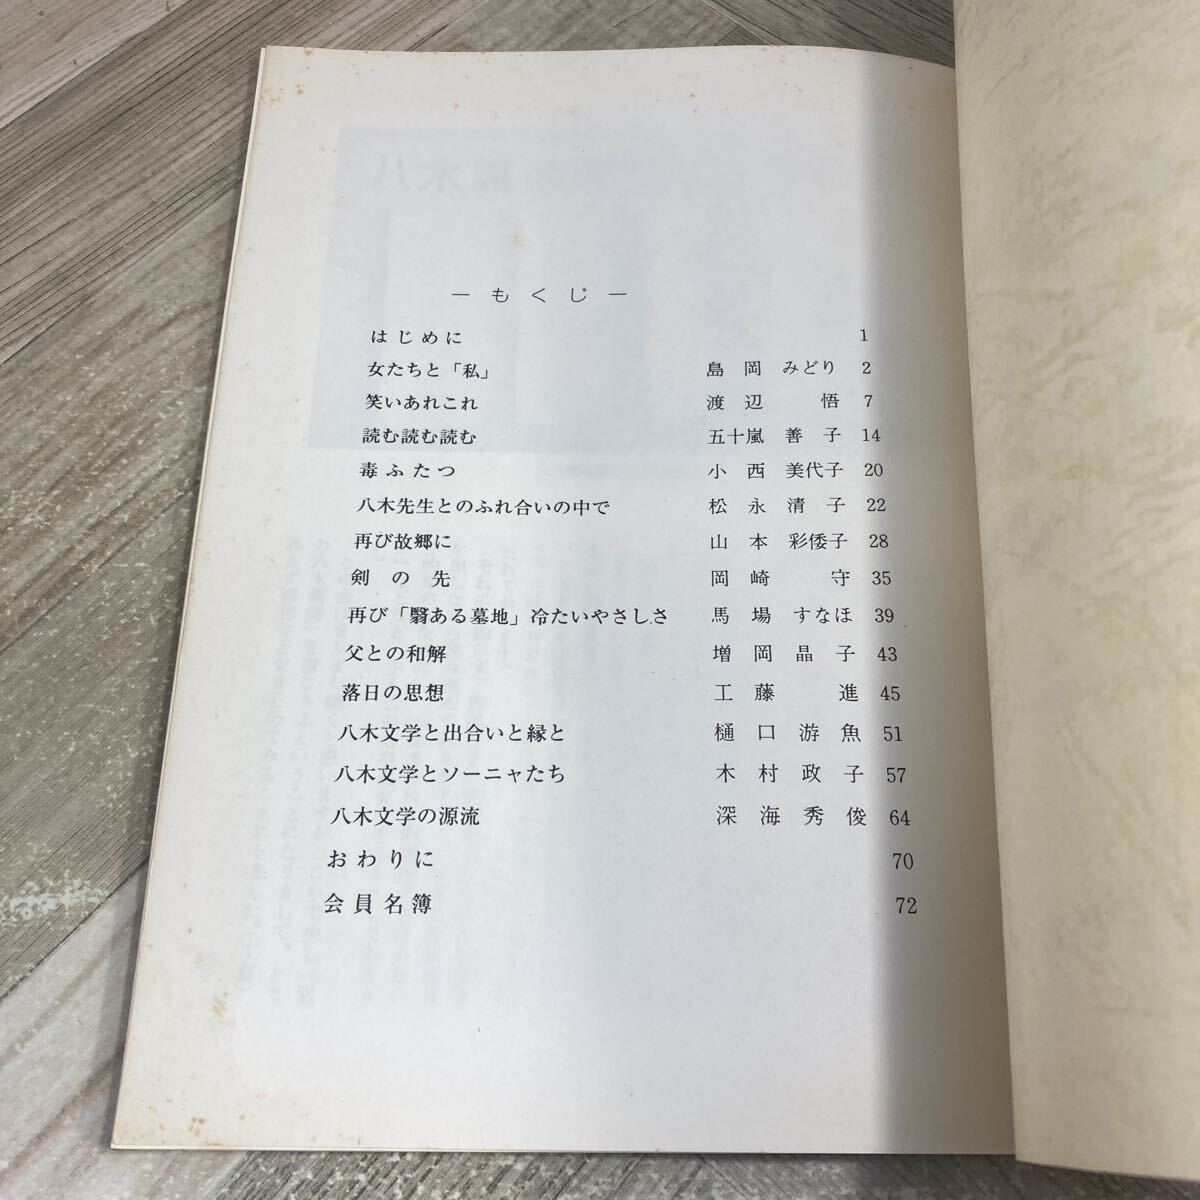 ― も く じ ―
はじめに 1
女たちと「私」 島岡 みどり 2
笑いあれこれ 渡辺 悟 7
読む読む読む 五十嵐 善子 14
毒ふたつ 小西 美代子 20
八木先生とのふれ合いの中で 松永 清子 22
再び故郷に 山本 彩倭子 28
剣の先 岡崎 守 35
再び「翳ある墓地」冷たいやさしさ 馬場 すなほ 39
父との和解 増岡 晶子 43
落日の思想 工藤 進 45
八木文学と出合いと縁と 樋口 游魚 51
八木文学とソーニャたち 木村 政子 57
八木文学の源流 深海 秀俊 64
おわりに 70
会員名簿 72